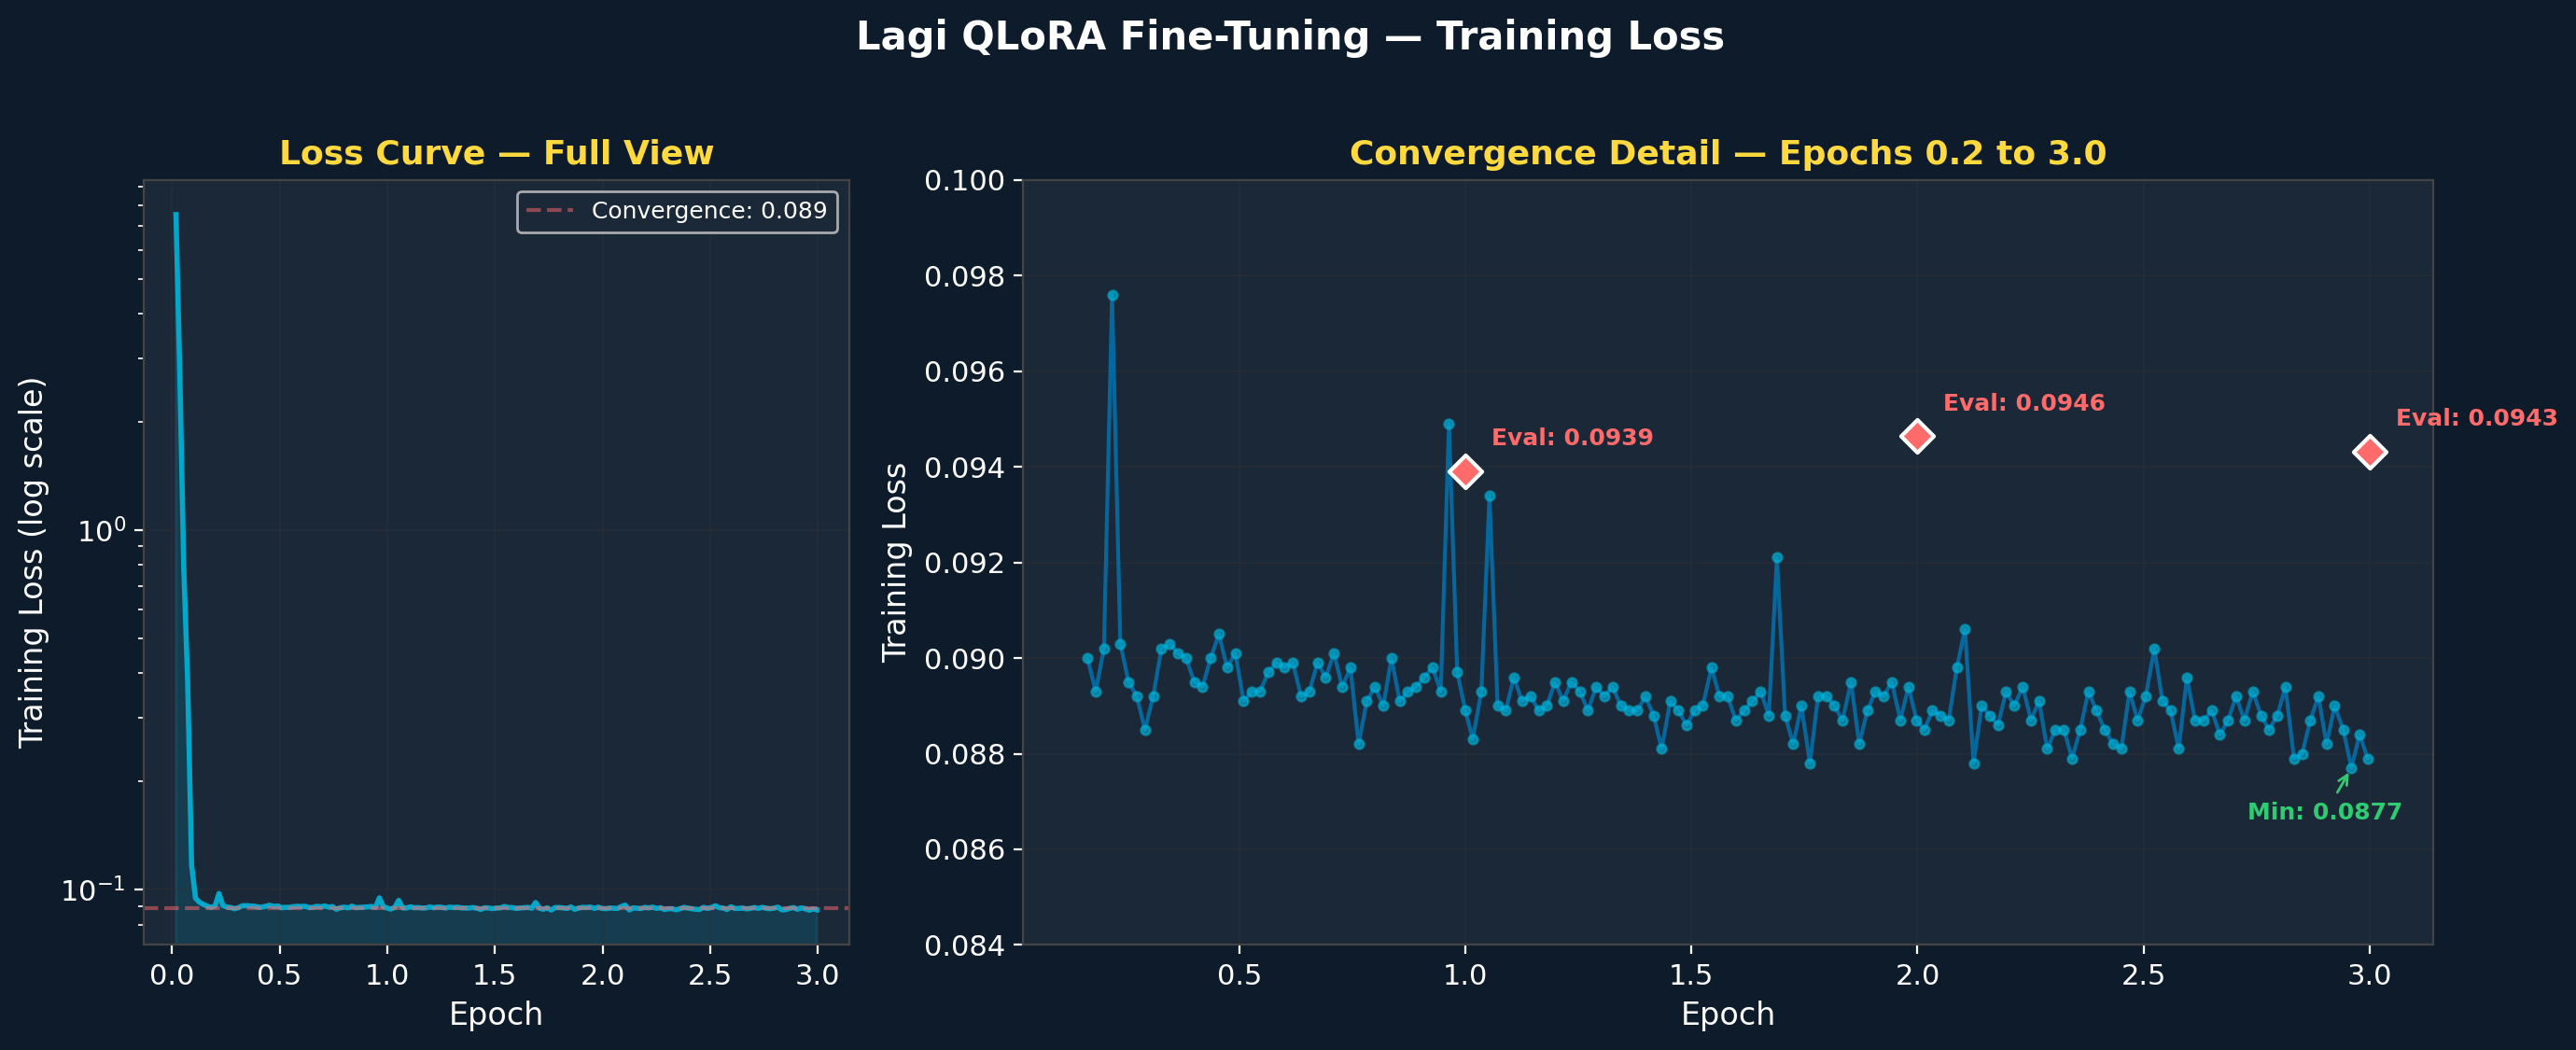 Lagi QLoRA Fine-Tuning — Training Loss
Loss Curve — Full View
Training Loss (log scale)
10⁰
10⁻¹
Convergence: 0.089
0.0 0.5 1.0 1.5 2.0 2.5 3.0
Epoch
Convergence Detail — Epochs 0.2 to 3.0
Training Loss
0.100
0.098
0.096
0.094
0.092
0.090
0.088
0.086
0.084
Eval: 0.0939
Eval: 0.0946
Eval: 0.0943
Min: 0.0877
0.5 1.0 1.5 2.0 2.5 3.0
Epoch